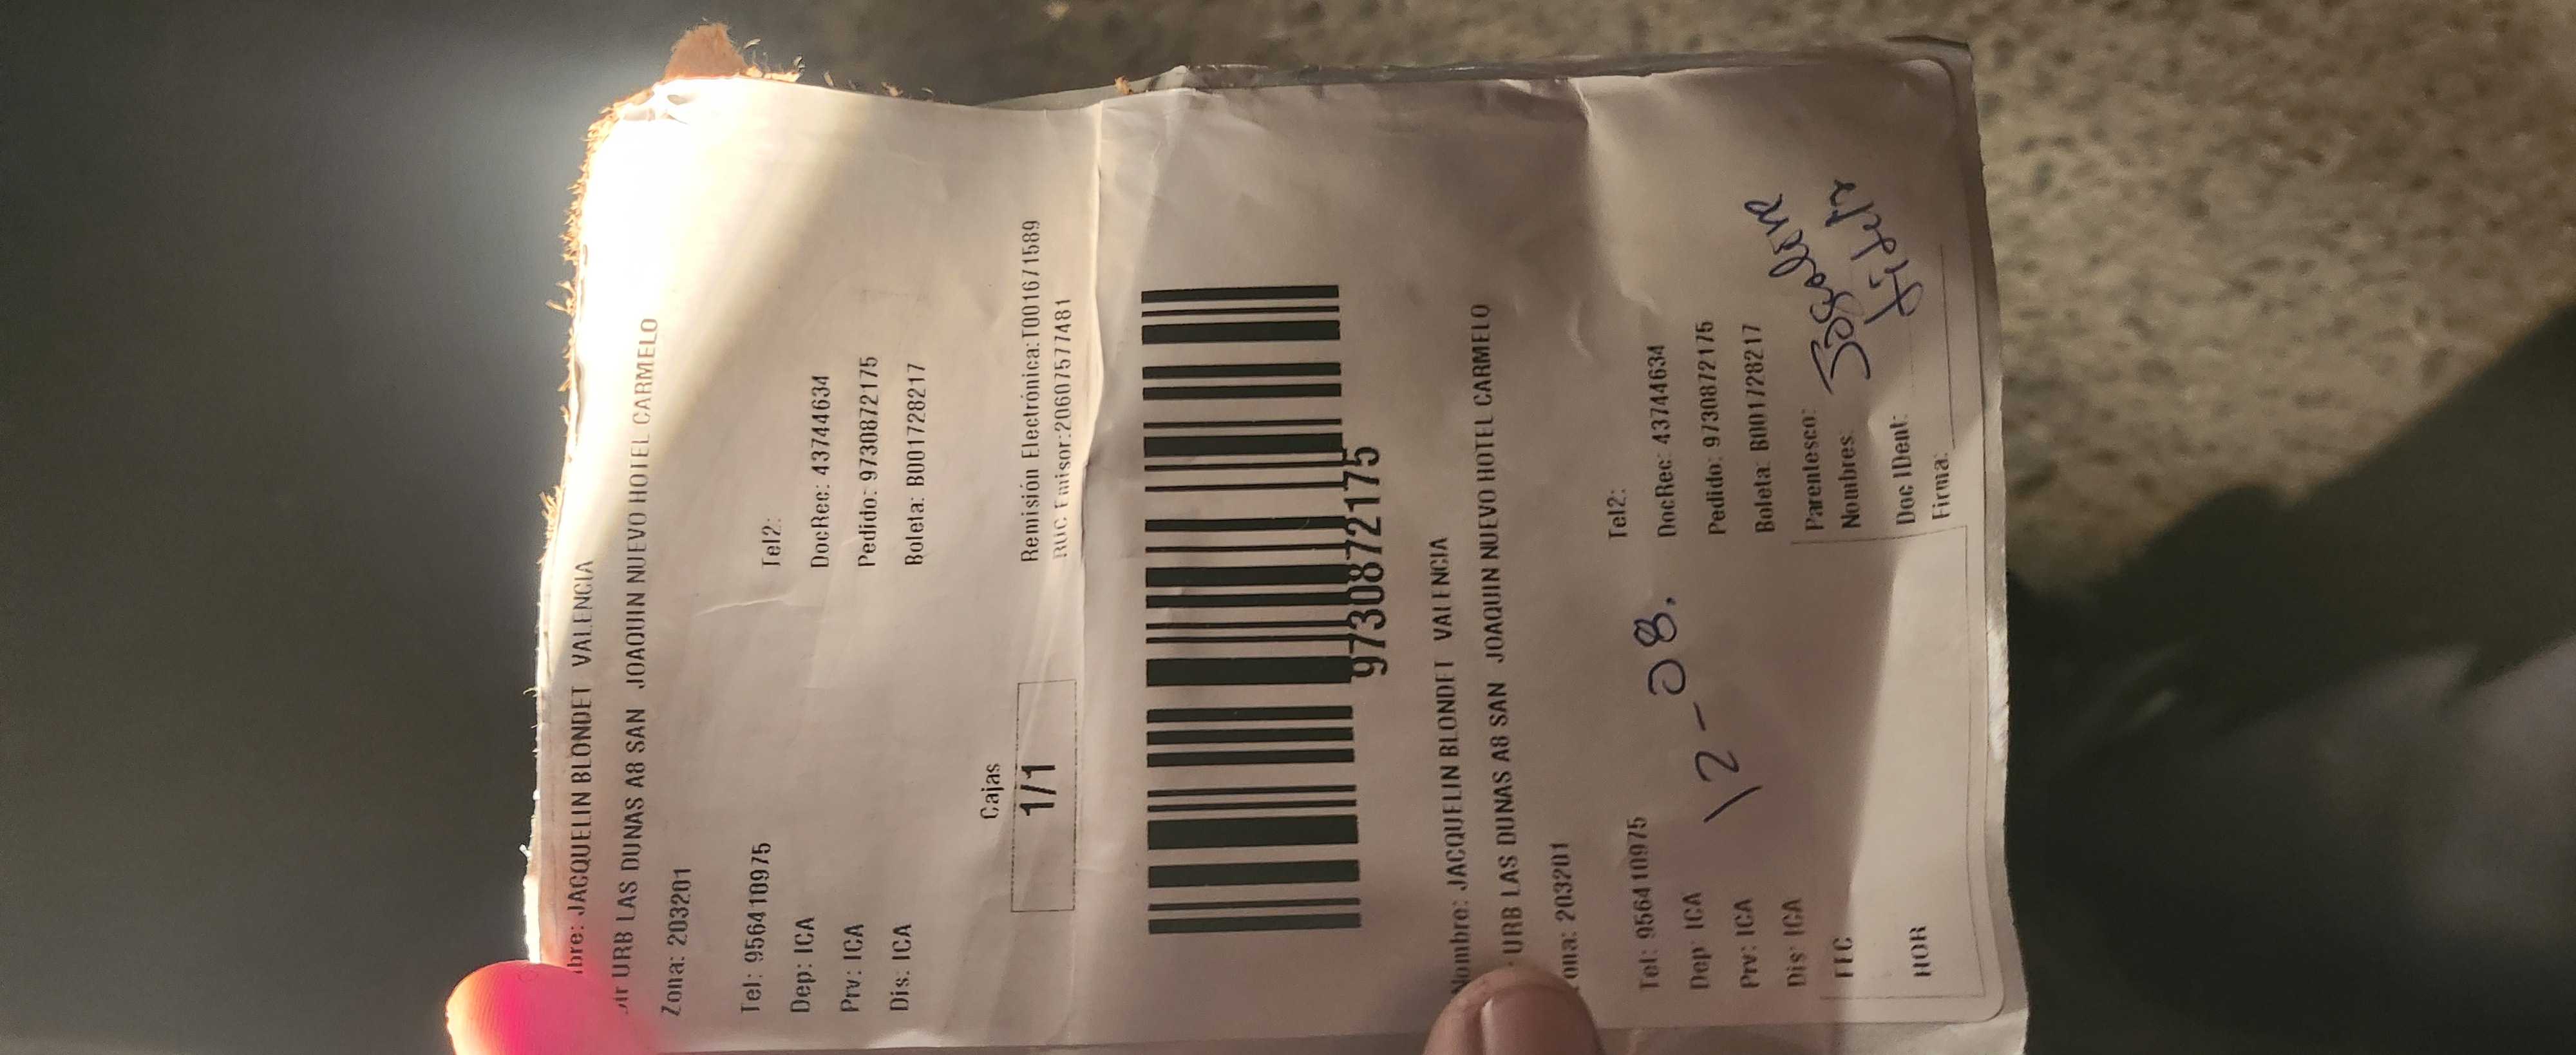 bre: JACQUELIN BLONDET VALENCIA
Dir URB LAS DUNAS A8 SAN JOAQUIN NUEVO HOTEL CARMELO
Zona: 203201
Tel: 956410975
Tel2:
Dep: ICA
DocRec: 43744634
Prv: ICA
Pedido: 9730872175
Dis: ICA
Boleta: B001728217
Cajas
1/1
Remisión Electrónica:T001671589
RUC Emisor:20607577481
9730872175
Nombre: JACQUELIN BLONDET VALENCIA
URB LAS DUNAS A8 SAN JOAQUIN NUEVO HOTEL CARMELO
ona: 203201
Tel: 956410975
Tel2:
Dep: ICA
DocRec: 43744634
12-08.
Prv: ICA
Pedido: 9730872175
Dis: ICA
Boleta: B001728217
FEC
Parentesco:
Nombres:
HOR
Doc IDent:
Firma: